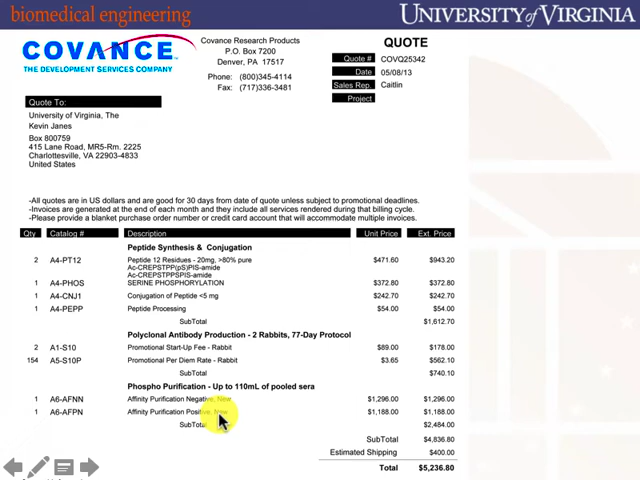 biomedical engineering
UNIVERSITY of VIRGINIA
COVANCE
THE DEVELOPMENT SERVICES COMPANY
Covance Research Products
P.O. Box 7200
Denver, PA 17517
Phone: (800)345-4114
Fax: (717)336-3481
QUOTE
Quote # COVQ25342
Date 05/08/13
Sales Rep. Caitlin
Project
Quote To:
University of Virginia, The
Kevin Janes
Box 800759
415 Lane Road, MR5-Rm. 2225
Charlottesville, VA 22903-4833
United States
-All quotes are in US dollars and are good for 30 days from date of quote unless subject to promotional deadlines.
-Invoices are generated at the end of each month and they include all services rendered during that billing cycle.
-Please provide a blanket purchase order number or credit card account that will accommodate multiple invoices.
Qty Catalog # Description Unit Price Ext. Price
Peptide Synthesis & Conjugation
2 A4-PT12 Peptide 12 Residues - 20mg, >80% pure $471.60 $943.20
Ac-CREPSTPP(pS)PIS-amide
Ac-CREPSTPPSPIS-amide
1 A4-PHOS SERINE PHOSPHORYLATION $372.80 $372.80
1 A4-CNJ1 Conjugation of Peptide <5 mg $242.70 $242.70
1 A4-PEPP Peptide Processing $54.00 $54.00
SubTotal $1,612.70
Polyclonal Antibody Production - 2 Rabbits, 77-Day Protocol
2 A1-S10 Promotional Start-Up Fee - Rabbit $89.00 $178.00
154 A5-S10P Promotional Per Diem Rate - Rabbit $3.65 $562.10
SubTotal $740.10
Phospho Purification - Up to 110mL of pooled sera
1 A6-AFNN Affinity Purification Negative, New $1,296.00 $1,296.00
1 A6-AFPN Affinity Purification Positive, New $1,188.00 $1,188.00
SubTotal $2,484.00
SubTotal $4,836.80
Estimated Shipping $400.00
Total $5,236.80